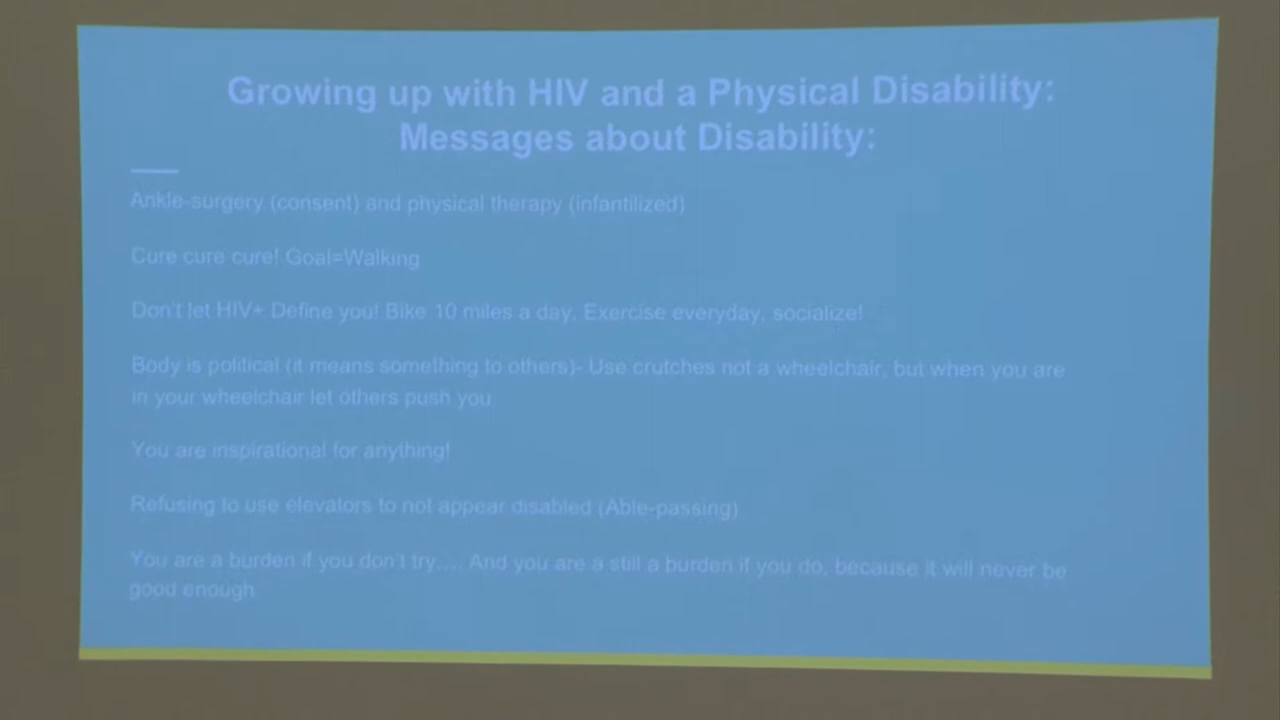 Growing up with HIV and a Physical Disability:
Messages about Disability:
Ankle-surgery (consent) and physical therapy (infantilized)
Cure cure cure! Goal=Walking
Don't let HIV+ Define you! Bike 10 miles a day, Exercise everyday, socialize!
Body is political (it means something to others)- Use crutches not a wheelchair, but when you are
in your wheelchair let others push you
You are inspirational for anything!
Refusing to use elevators to not appear disabled (Able-passing)
You are a burden if you don't try.... And you are a still a burden if you do, because it will never be
good enough